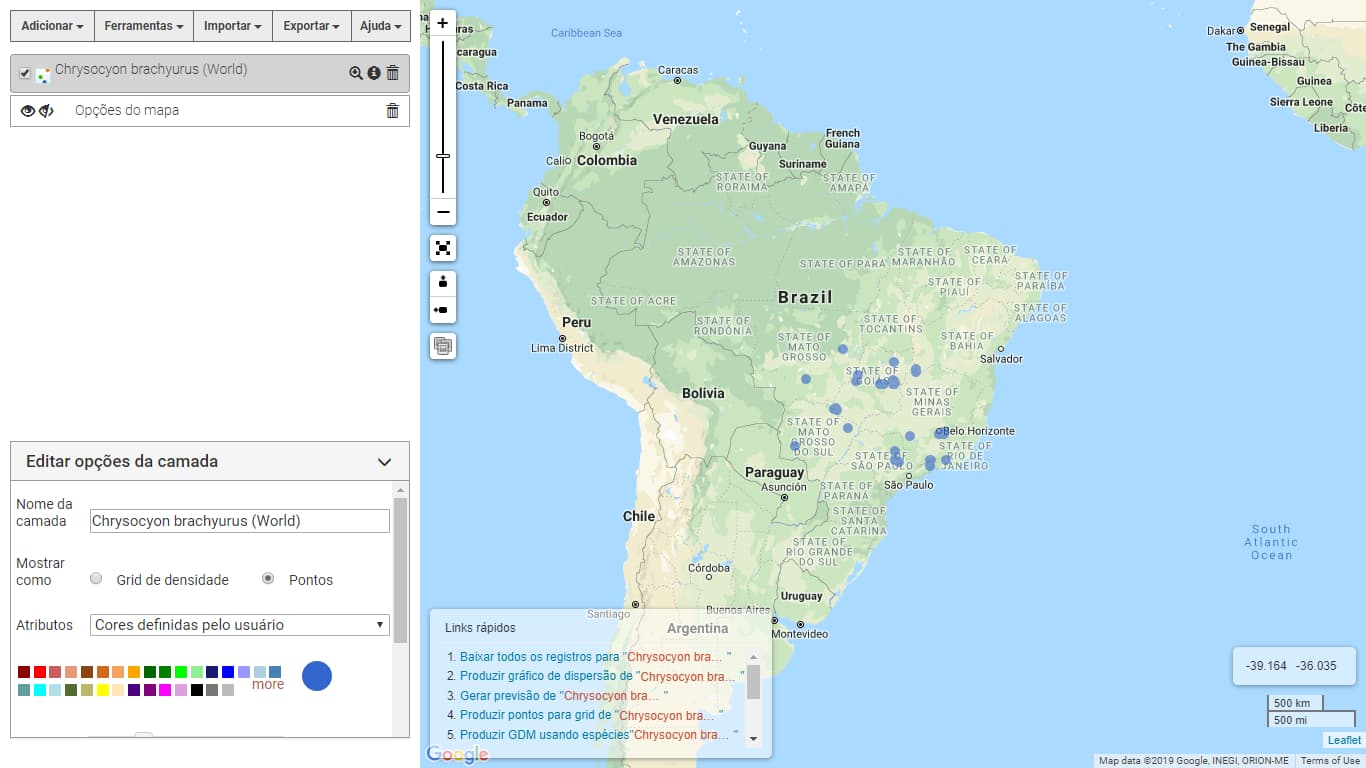 Adicionar Ferramentas Importar Exportar Ajuda
Chrysocyon brachyurus (World)
Opções do mapa
Editar opções da camada
Nome da camada
Chrysocyon brachyurus (World)
Mostrar como
Grid de densidade
Pontos
Atributos
Cores definidas pelo usuário
more
+
−
Caribbean Sea
Dakar
Senegal
The Gambia
Guinea-Bissau
Guinea
Sierra Leone
Côte
Liberia
uras
caragua
Costa Rica
Panama
Caracas
Venezuela
Bogotá
Calio
Colombia
Guyana
Suriname
French Guiana
Quito
Ecuador
STATE OF RORAIMA
STATE OF AMAPÁ
STATE OF AMAZONAS
STATE OF PARÁ
STATE OF MARANHÃO
STATE OF CEARÁ
STATE OF PARAÍBA
STATE OF PIAUÍ
STATE OF ALAGOAS
STATE OF ACRE
Brazil
STATE OF RONDÔNIA
STATE OF TOCANTINS
STATE OF BAHIA
Salvador
Peru
Lima District
STATE OF MATO GROSSO
STATE OF GOIÁS
STATE OF MINAS GERAIS
Bolivia
STATE OF MATO GROSSO DO SUL
Belo Horizonte
STATE OF RIO DE JANEIRO
STATE OF SÃO PAULO
São Paulo
Paraguay
Asunción
STATE OF PARANÁ
STATE OF SANTA CATARINA
STATE OF RIO GRANDE DO SUL
Chile
Córdoba
Uruguay
Santiago
Buenos Aires
Montevideo
Argentina
South Atlantic Ocean
Links rápidos
1. Baixar todos os registros para "Chrysocyon bra... "
2. Produzir gráfico de dispersão de "Chrysocyon bra... "
3. Gerar previsão de "Chrysocyon bra... "
4. Produzir pontos para grid de "Chrysocyon bra... "
5. Produzir GDM usando espécies"Chrysocyon bra... "
Google
-39.164 -36.035
500 km
500 mi
Leaflet
Map data ©2019 Google, INEGI, ORION-ME Terms of Use